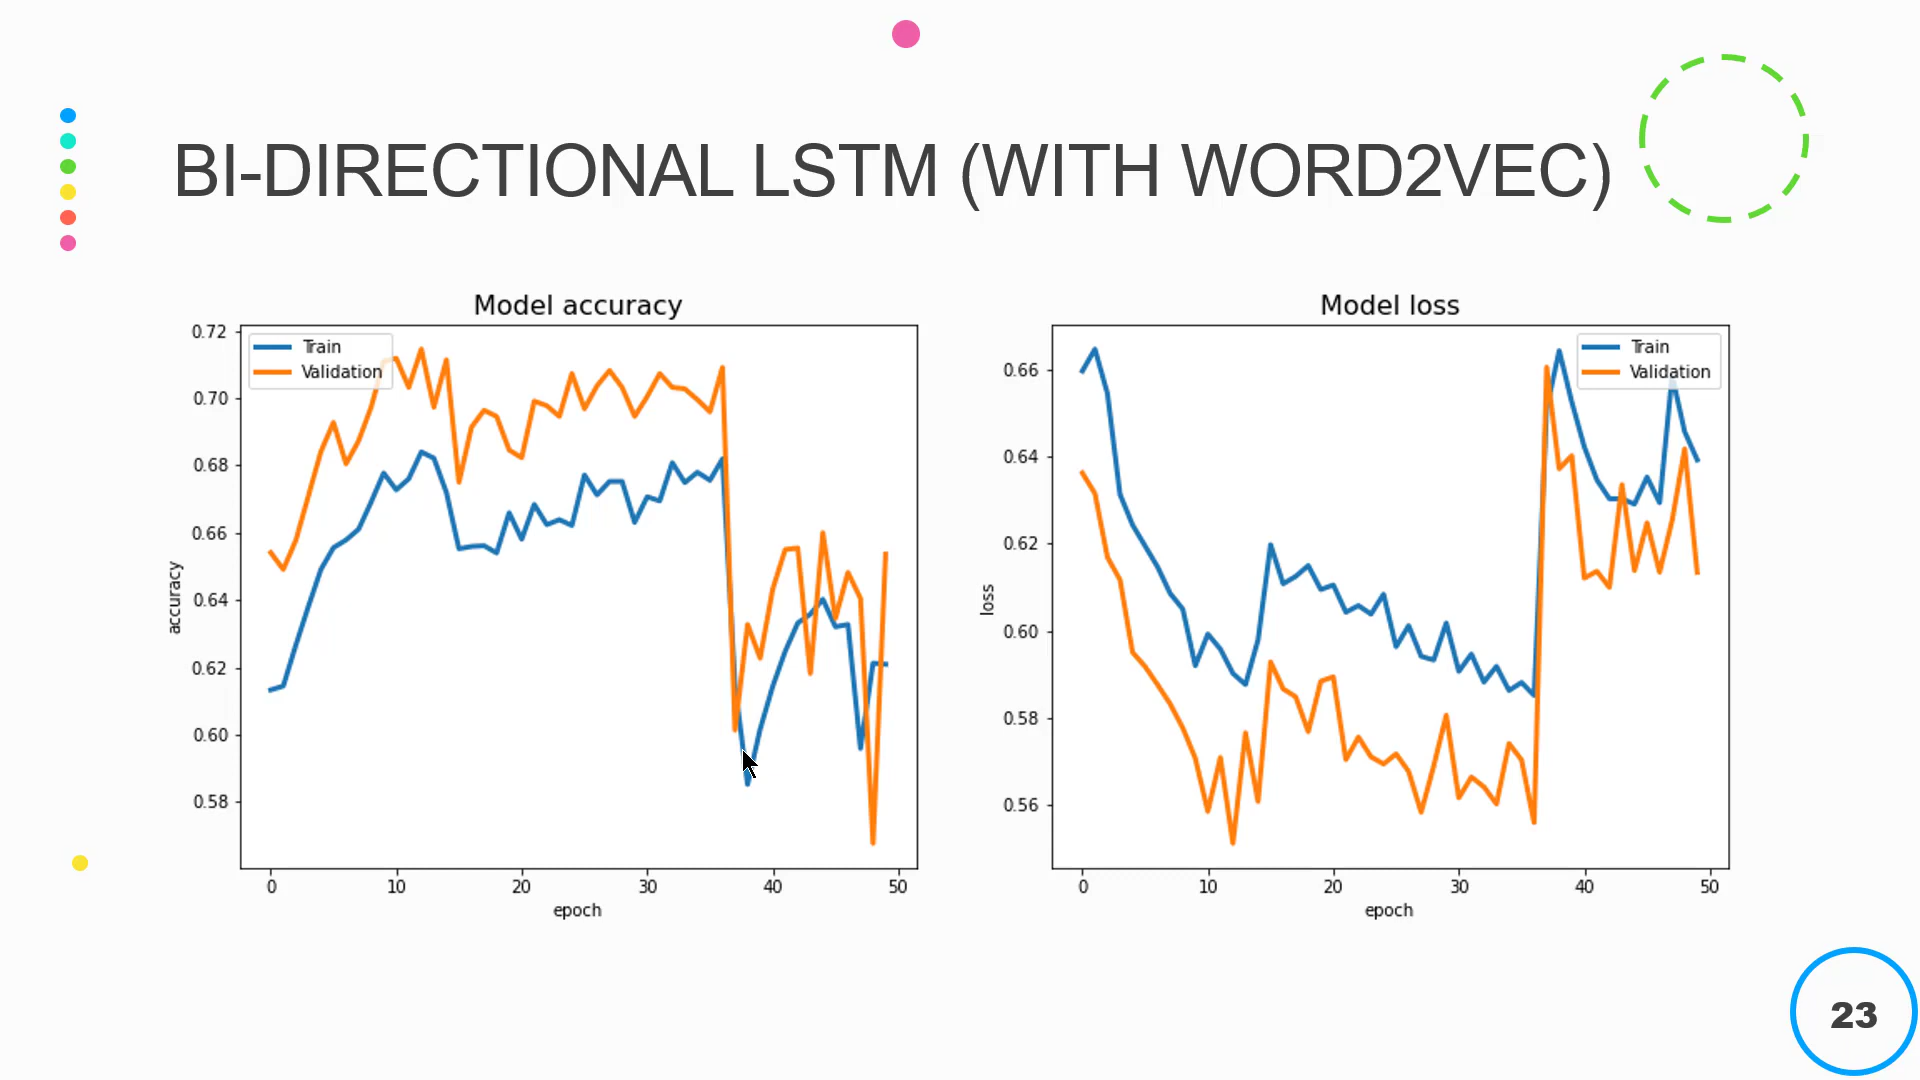 BI-DIRECTIONAL LSTM (WITH WORD2VEC)
Model accuracy
0.72
0.70
0.68
0.66
0.64
0.62
0.60
0.58
accuracy
Train
Validation
0 10 20 30 40 50
epoch
Model loss
0.66
0.64
0.62
0.60
0.58
0.56
loss
Train
Validation
0 10 20 30 40 50
epoch
23